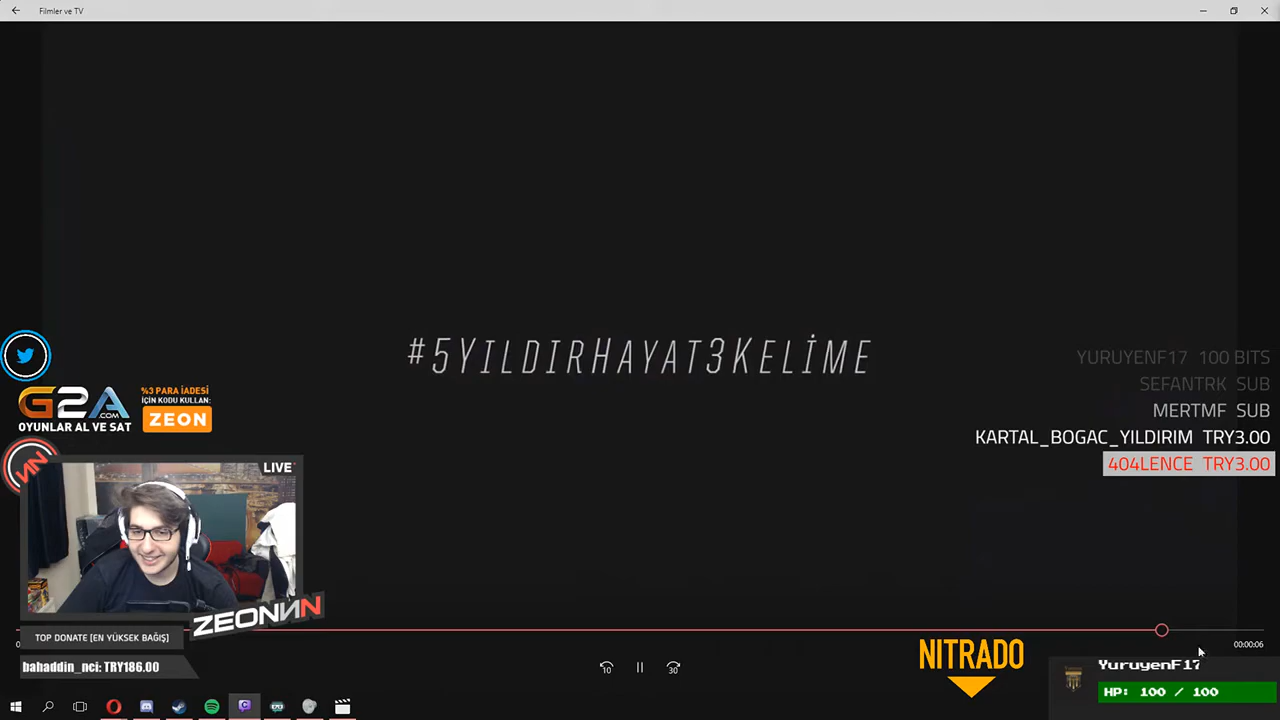 Filmler ve TV
#5YILDIRHAYAT3KELİME
YURUYENF17 100 BITS
SEFANTRK SUB
MERTMF SUB
KARTAL_BOGAC_YILDIRIM TRY3.00
404LENCE TRY3.00
G2A.COM
OYUNLAR AL VE SAT
%3 PARA İADESİ
İÇİN KODU KULLAN:
ZEON
LIVE
ZEONNN
TOP DONATE [EN YÜKSEK BAĞIŞ]
bahaddin_nci: TRY186.00
00:00:06
10
30
NITRADO
YuruyenF17
HP: 100 / 100